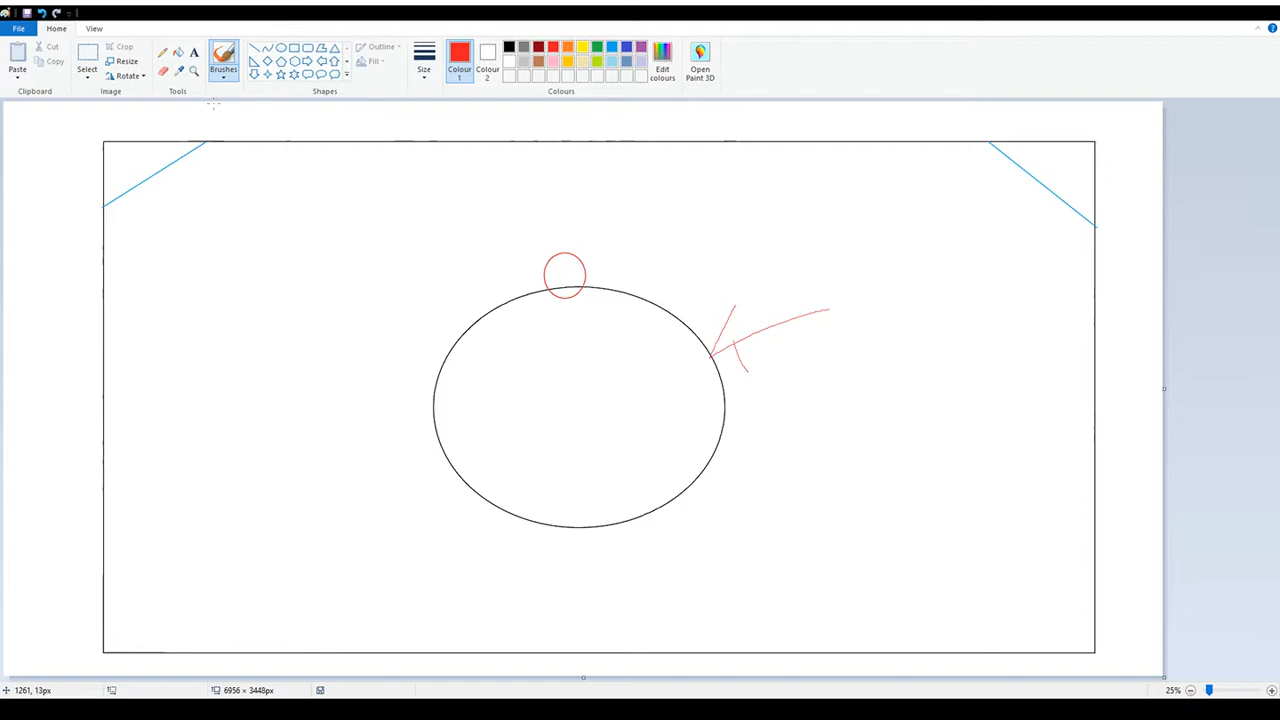 File Home View
Paste Cut Copy
Select Crop Resize Rotate
A
Brushes
Outline Fill
Size
Colour 1
Colour 2
Edit colours
Open Paint 3D
Clipboard Image Tools Shapes Colours
1261, 13px 6956 × 3448px 25%